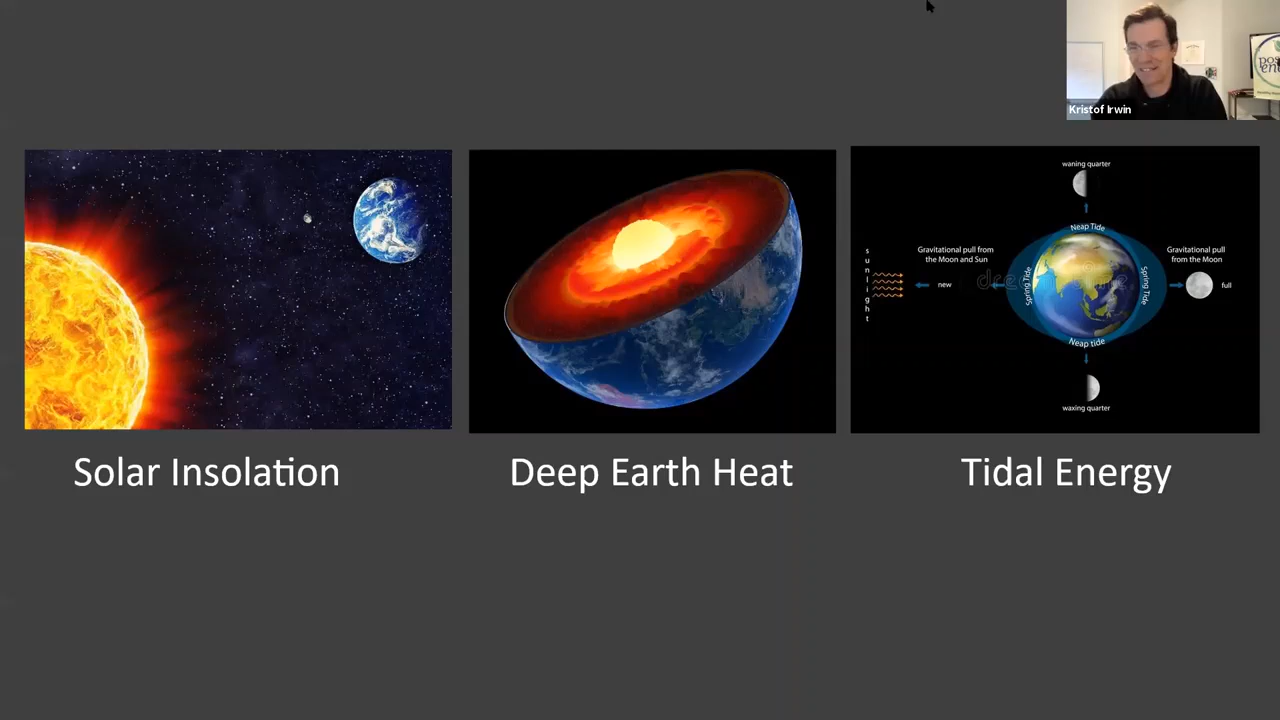 Kristof Irwin
waning quarter
Neap Tide
Gravitational pull from
the Moon and Sun
Gravitational pull
from the Moon
sunlight
new
Spring Tide
Spring Tide
full
Neap tide
waxing quarter
Solar Insolation
Deep Earth Heat
Tidal Energy